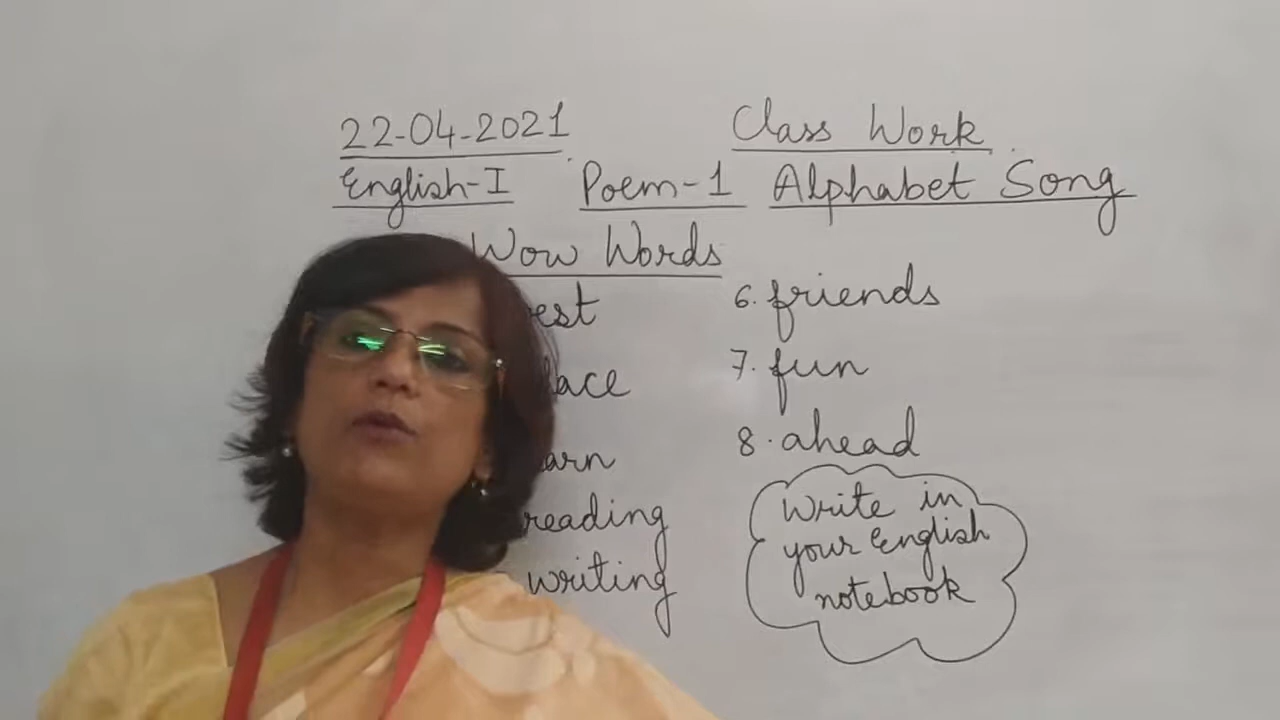 22-04-2021 Class Work
English-I Poem-1 Alphabet Song
Wow Words
6. friends
7. fun
8. ahead
reading
writing
Write in
your English
notebook